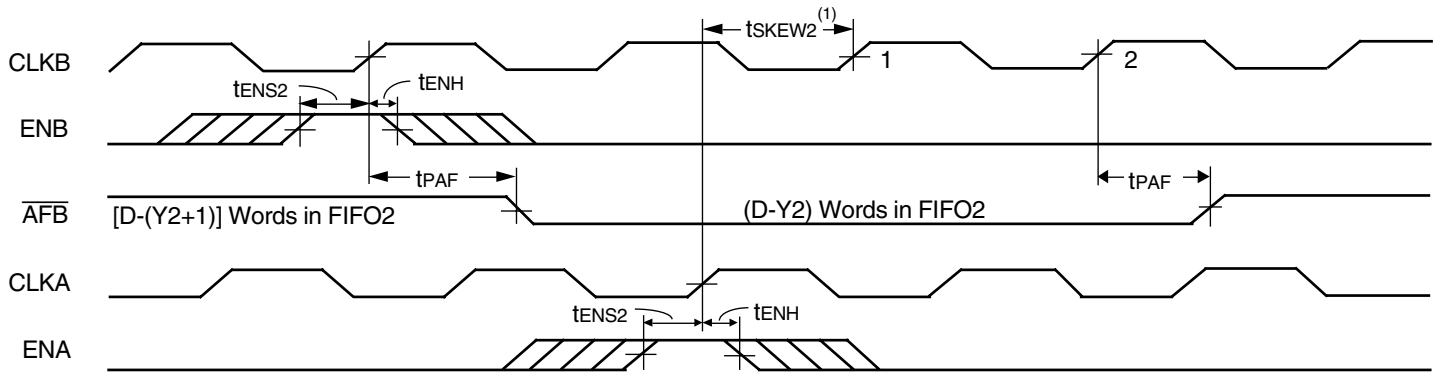 tSKEW2(1)
CLKB
1
2
tENS2
tENH
ENB
tPAF
tPAF
AFB
[D-(Y2+1)] Words in FIFO2
(D-Y2) Words in FIFO2
CLKA
tENS2
tENH
ENA